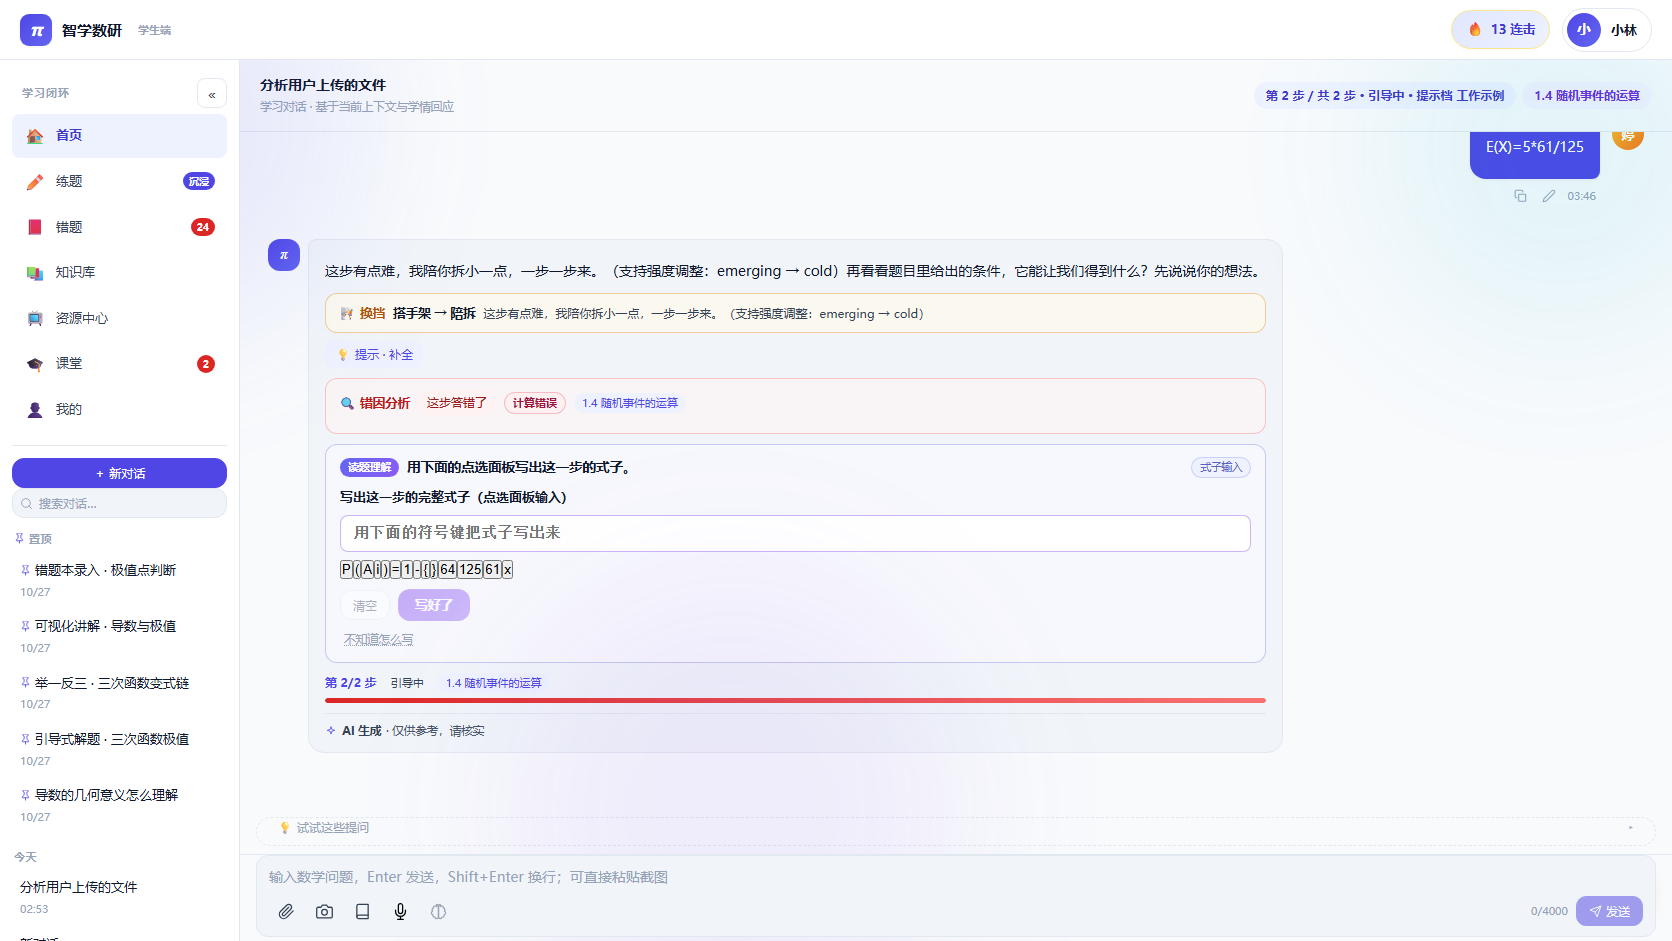 π 智学数研 学生端
13 连击
小 小林
学习闭环 «
首页
练题 沉浸
错题 24
知识库
资源中心
课堂 2
我的
+ 新对话
搜索对话...
置顶
错题本录入 · 极值点判断
10/27
可视化讲解 · 导数与极值
10/27
举一反三 · 三次函数变式链
10/27
引导式解题 · 三次函数极值
10/27
导数的几何意义怎么理解
10/27
今天
分析用户上传的文件
02:53
新对话
分析用户上传的文件
学习对话 · 基于当前上下文与学情回应
第 2 步 / 共 2 步 • 引导中 • 提示档 工作示例
1.4 随机事件的运算
E(X)=5*61/125
03:46
π
这步有点难，我陪你拆小一点，一步一步来。（支持强度调整：emerging → cold）再看看题目里给出的条件，它能让我们得到什么？先说说你的想法。
换挡 搭手架 → 陪拆 这步有点难，我陪你拆小一点，一步一步来。（支持强度调整：emerging → cold）
提示 · 补全
错因分析 这步答错了 计算错误 1.4 随机事件的运算
读题理解 用下面的点选面板写出这一步的式子。 式子输入
写出这一步的完整式子（点选面板输入）
用下面的符号键把式子写出来
P ( A i ) = 1 - { } 64 125 61 x
清空 写好了
不知道怎么写
第 2/2 步 引导中 1.4 随机事件的运算
AI 生成 · 仅供参考，请核实
试试这些提问
输入数学问题，Enter 发送，Shift+Enter 换行；可直接粘贴截图
0/4000 发送